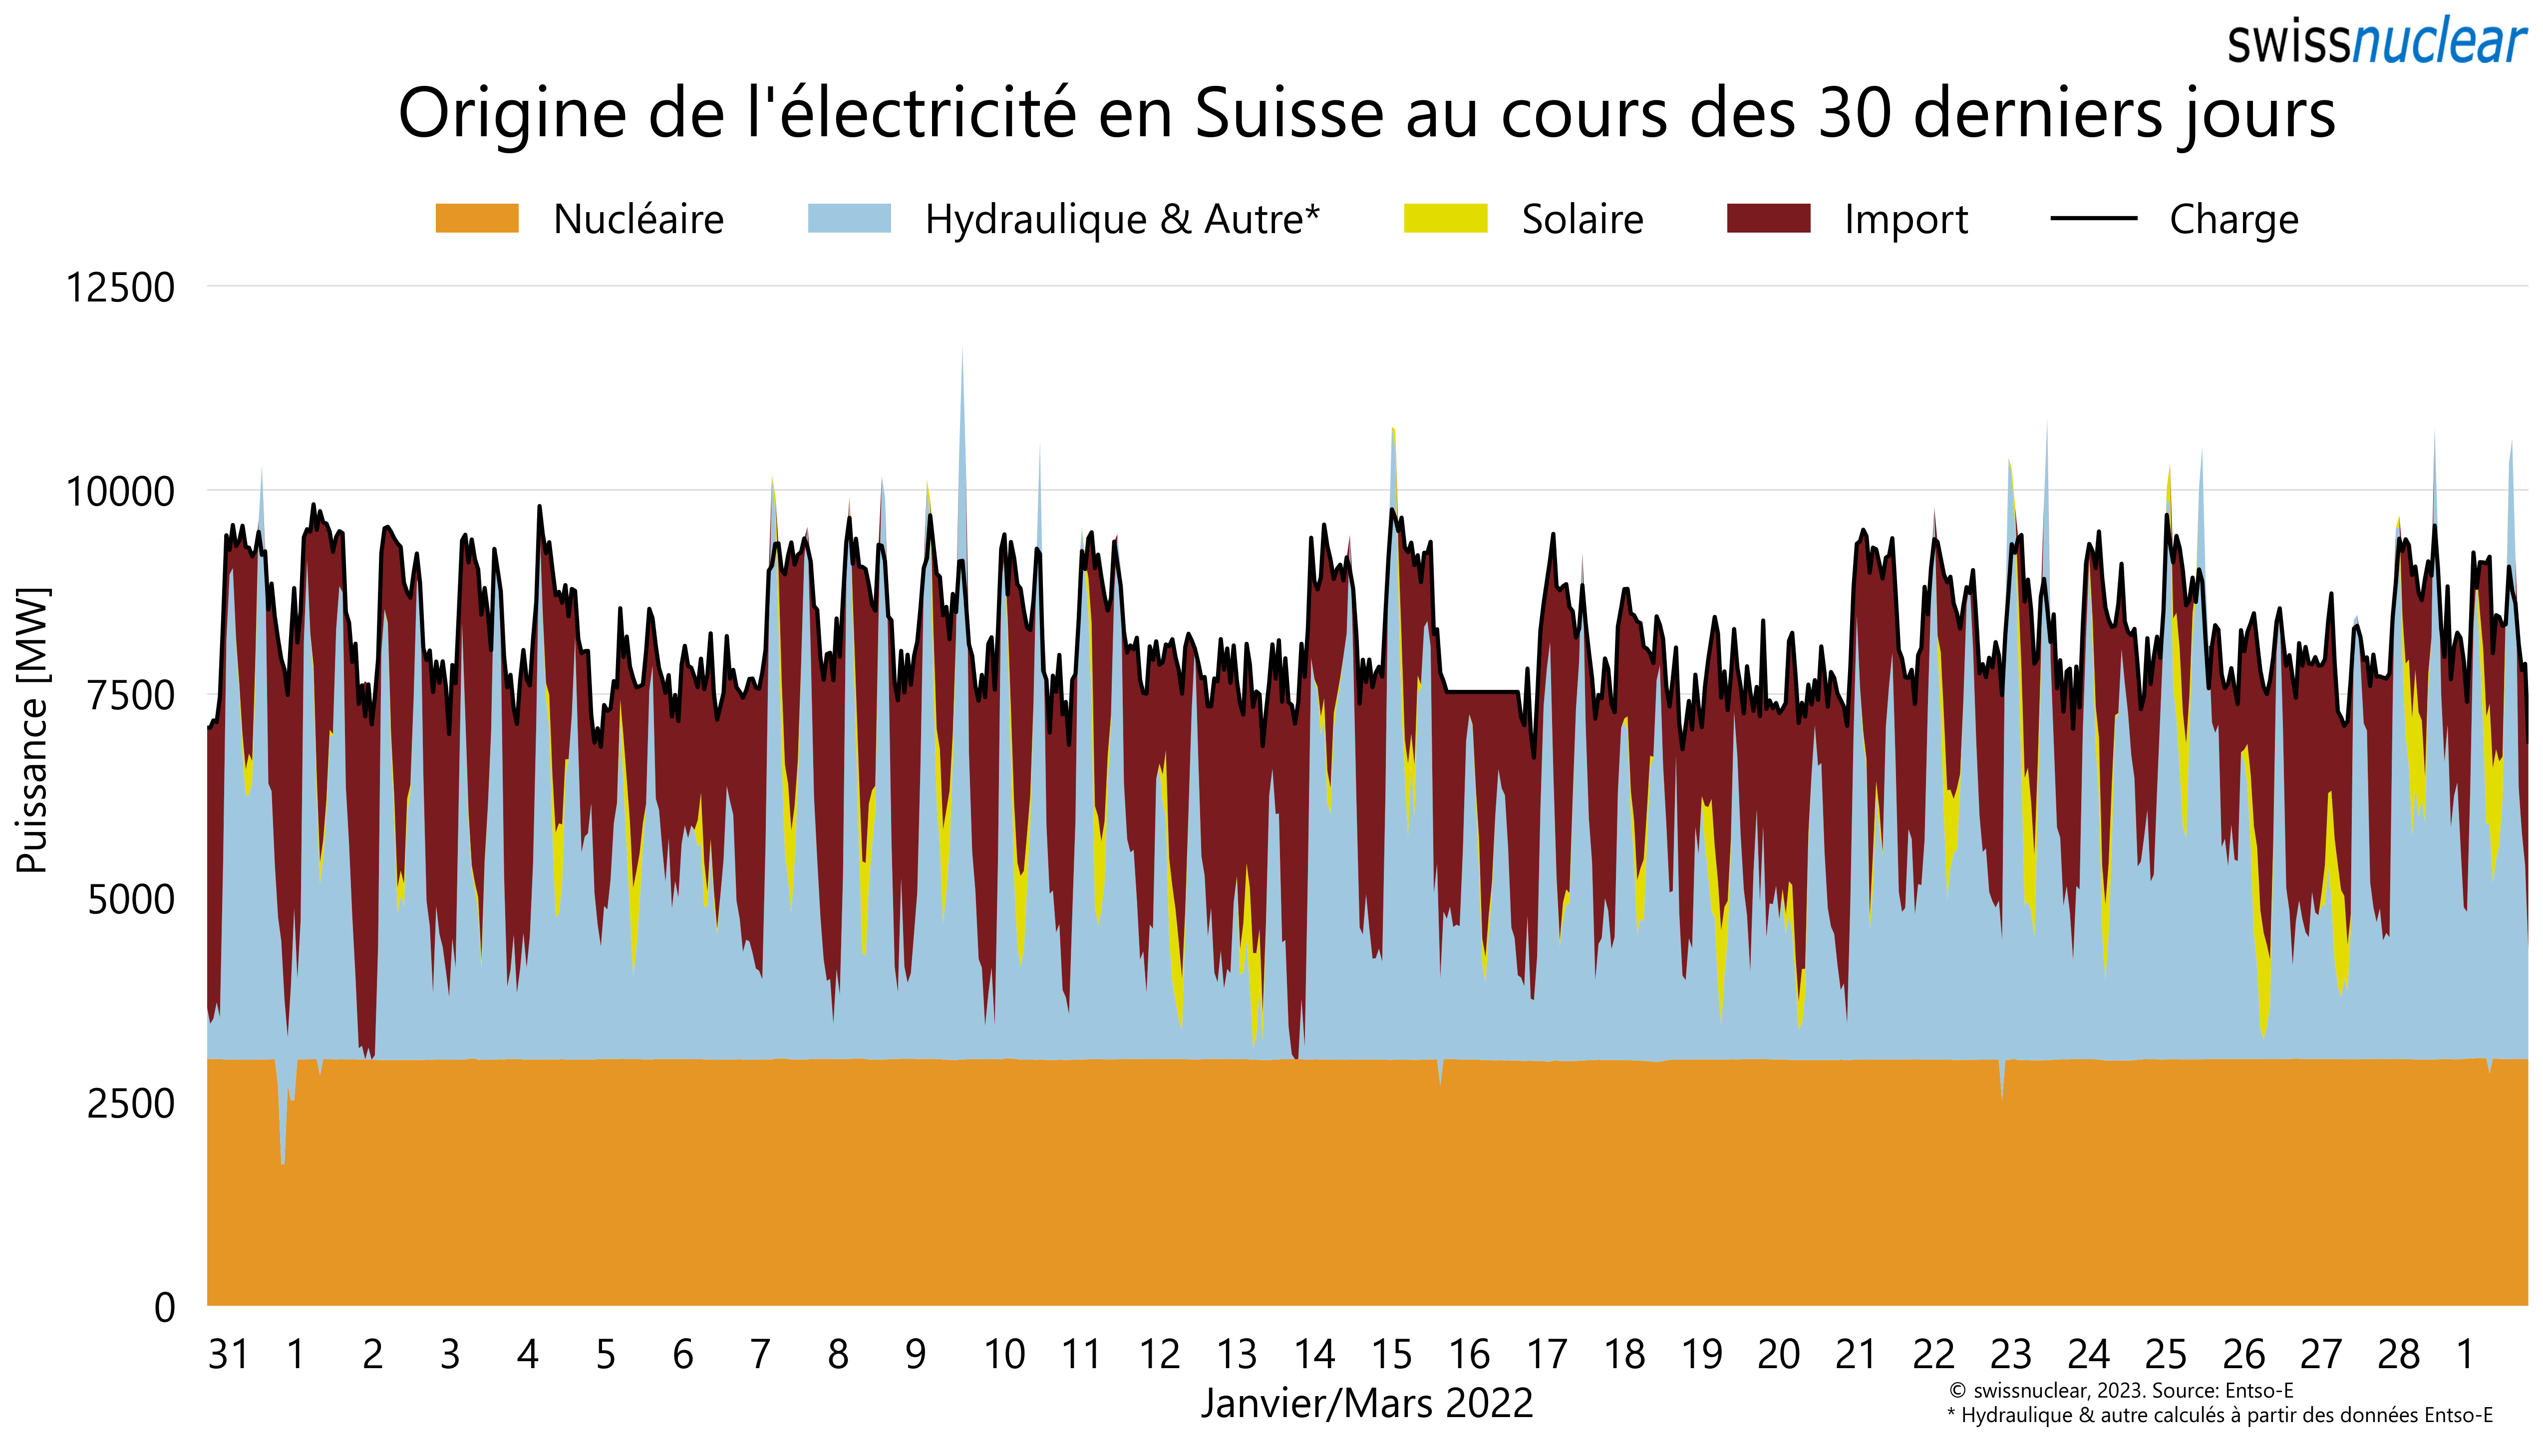 swissnuclear
Origine de l'électricité en Suisse au cours des 30 derniers jours
Nucléaire Hydraulique & Autre* Solaire Import Charge
12500
10000
7500
5000
2500
0
Puissance [MW]
31 1 2 3 4 5 6 7 8 9 10 11 12 13 14 15 16 17 18 19 20 21 22 23 24 25 26 27 28 1
Janvier/Mars 2022
© swissnuclear, 2023. Source: Entso-E
* Hydraulique & autre calculés à partir des données Entso-E